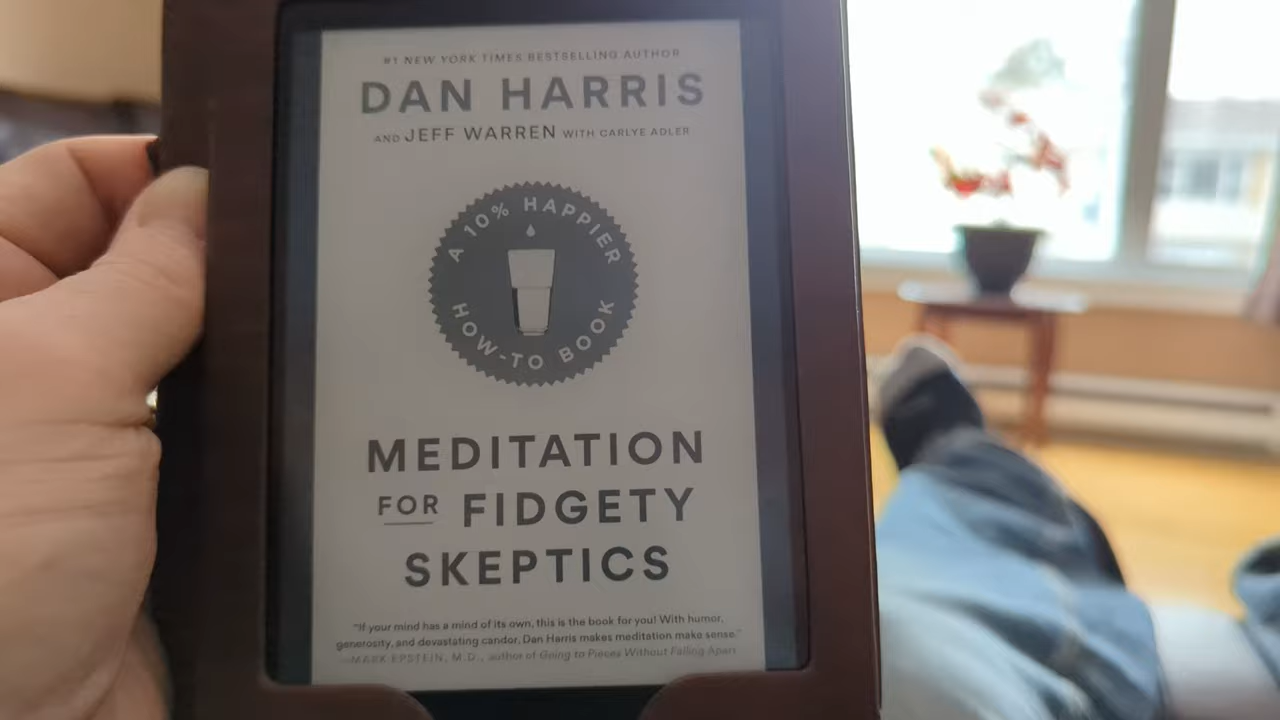 #1 NEW YORK TIMES BESTSELLING AUTHOR
DAN HARRIS
AND JEFF WARREN WITH CARLYE ADLER
A 10% HAPPIER
HOW-TO BOOK
MEDITATION
FOR FIDGETY
SKEPTICS
"If your mind has a mind of its own, this is the book for you! With humor,
generosity, and devastating candor, Dan Harris makes meditation make sense."
—MARK EPSTEIN, M.D., author of Going to Pieces Without Falling Apart